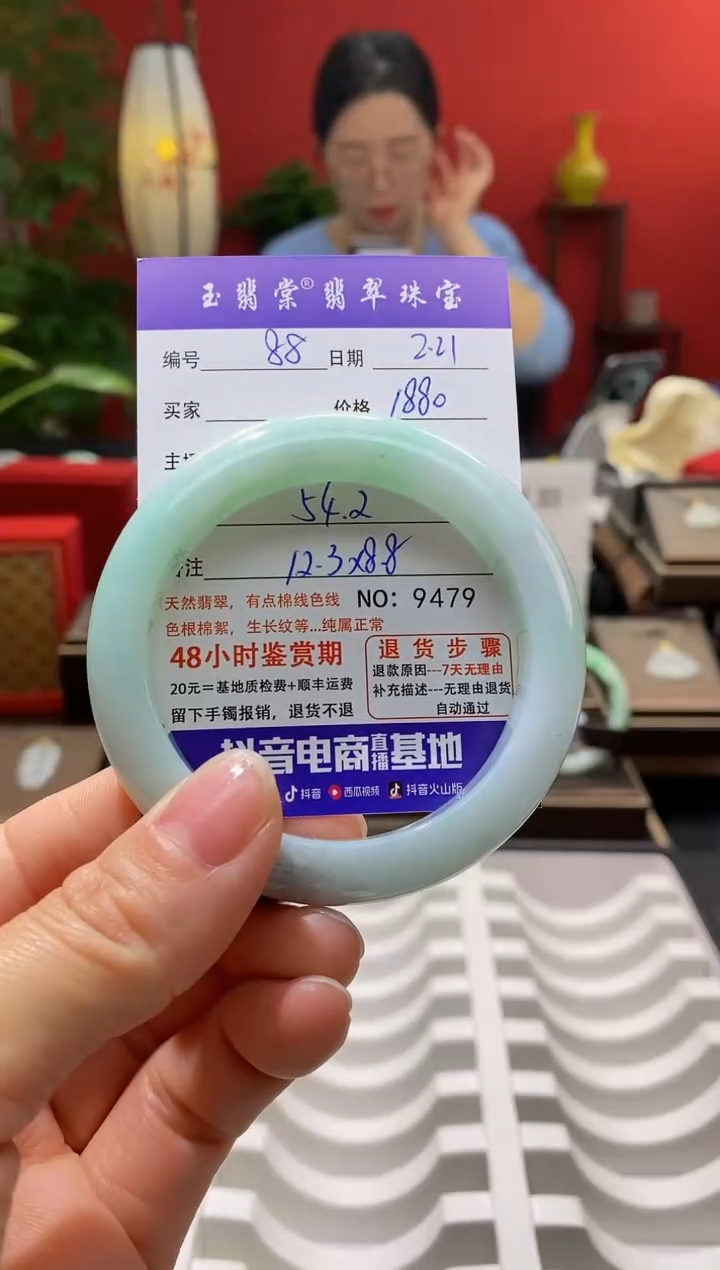 玉翡棠®翡翠珠宝
编号 88 日期 2.21
买家 价格 1880
主
54.2
注 12.3x8.8
天然翡翠，有点棉线色线 NO: 9479
色根棉絮，生长纹等...纯属正常
48小时鉴赏期
20元=基地质检费+顺丰运费
留下手镯报销，退货不退
退货步骤
退款原因---7天无理由
补充描述---无理由退货
自动通过
抖音电商直播基地
抖音 西瓜视频 抖音火山版